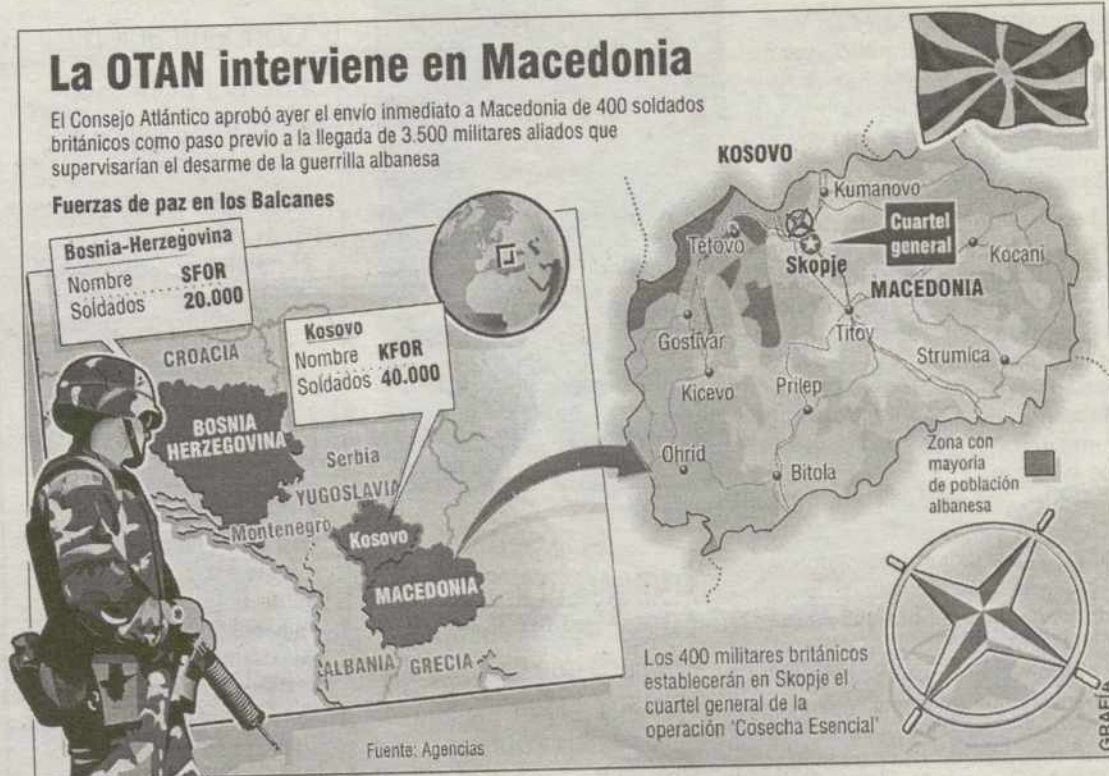 La OTAN interviene en Macedonia
El Consejo Atlántico aprobó ayer el envío inmediato a Macedonia de 400 soldados
británicos como paso previo a la llegada de 3.500 militares aliados que
supervisarían el desarme de la guerrilla albanesa
Fuerzas de paz en los Balcanes
Bosnia-Herzegovina
Nombre SFOR
Soldados 20.000
Kosovo
Nombre KFOR
Soldados 40.000
CROACIA
BOSNIA
HERZEGOVINA
Serbia
YUGOSLAVIA
Montenegro
Kosovo
MACEDONIA
ALBANIA
GRECIA
Fuente: Agencias
KOSOVO
Kumanovo
Cuartel
general
Tetovo
Skopje
Kocani
MACEDONIA
Gostivar
Titov
Strumica
Kicevo
Prilep
Ohrid
Bitola
Zona con
mayoria
de población
albanesa
Los 400 militares británicos
establecerán en Skopje el
cuartel general de la
operación 'Cosecha Esencial'
GRAFÍA